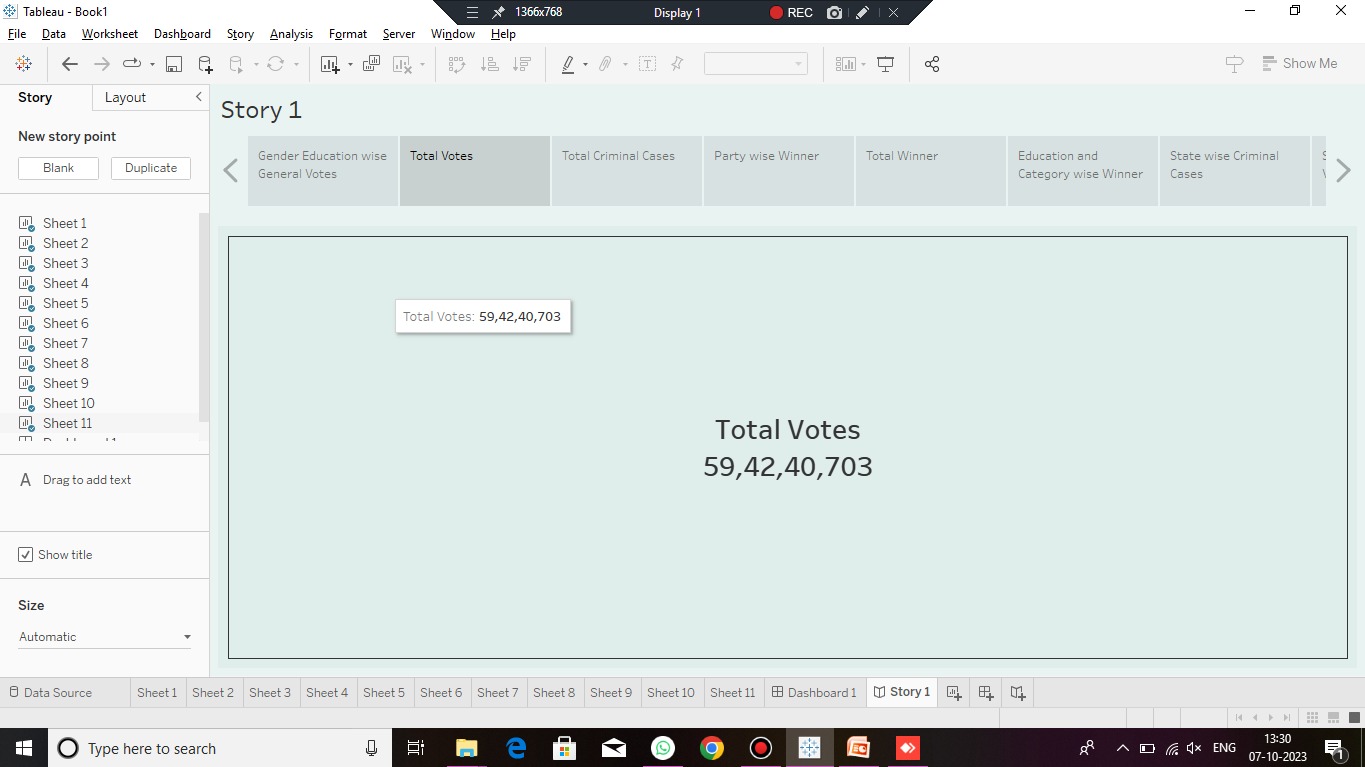 Tableau - Book1
1366x768
Display 1
REC
File Data Worksheet Dashboard Story Analysis Format Server Window Help
Show Me
Story Layout
New story point
Blank Duplicate
Sheet 1
Sheet 2
Sheet 3
Sheet 4
Sheet 5
Sheet 6
Sheet 7
Sheet 8
Sheet 9
Sheet 10
Sheet 11
A Drag to add text
Show title
Size
Automatic
Story 1
Gender Education wise
General Votes
Total Votes
Total Criminal Cases
Party wise Winner
Total Winner
Education and
Category wise Winner
State wise Criminal
Cases
Total Votes: 59,42,40,703
Total Votes
59,42,40,703
Data Source Sheet 1 Sheet 2 Sheet 3 Sheet 4 Sheet 5 Sheet 6 Sheet 7 Sheet 8 Sheet 9 Sheet 10 Sheet 11 Dashboard 1 Story 1
Type here to search
ENG
13:30
07-10-2023
1